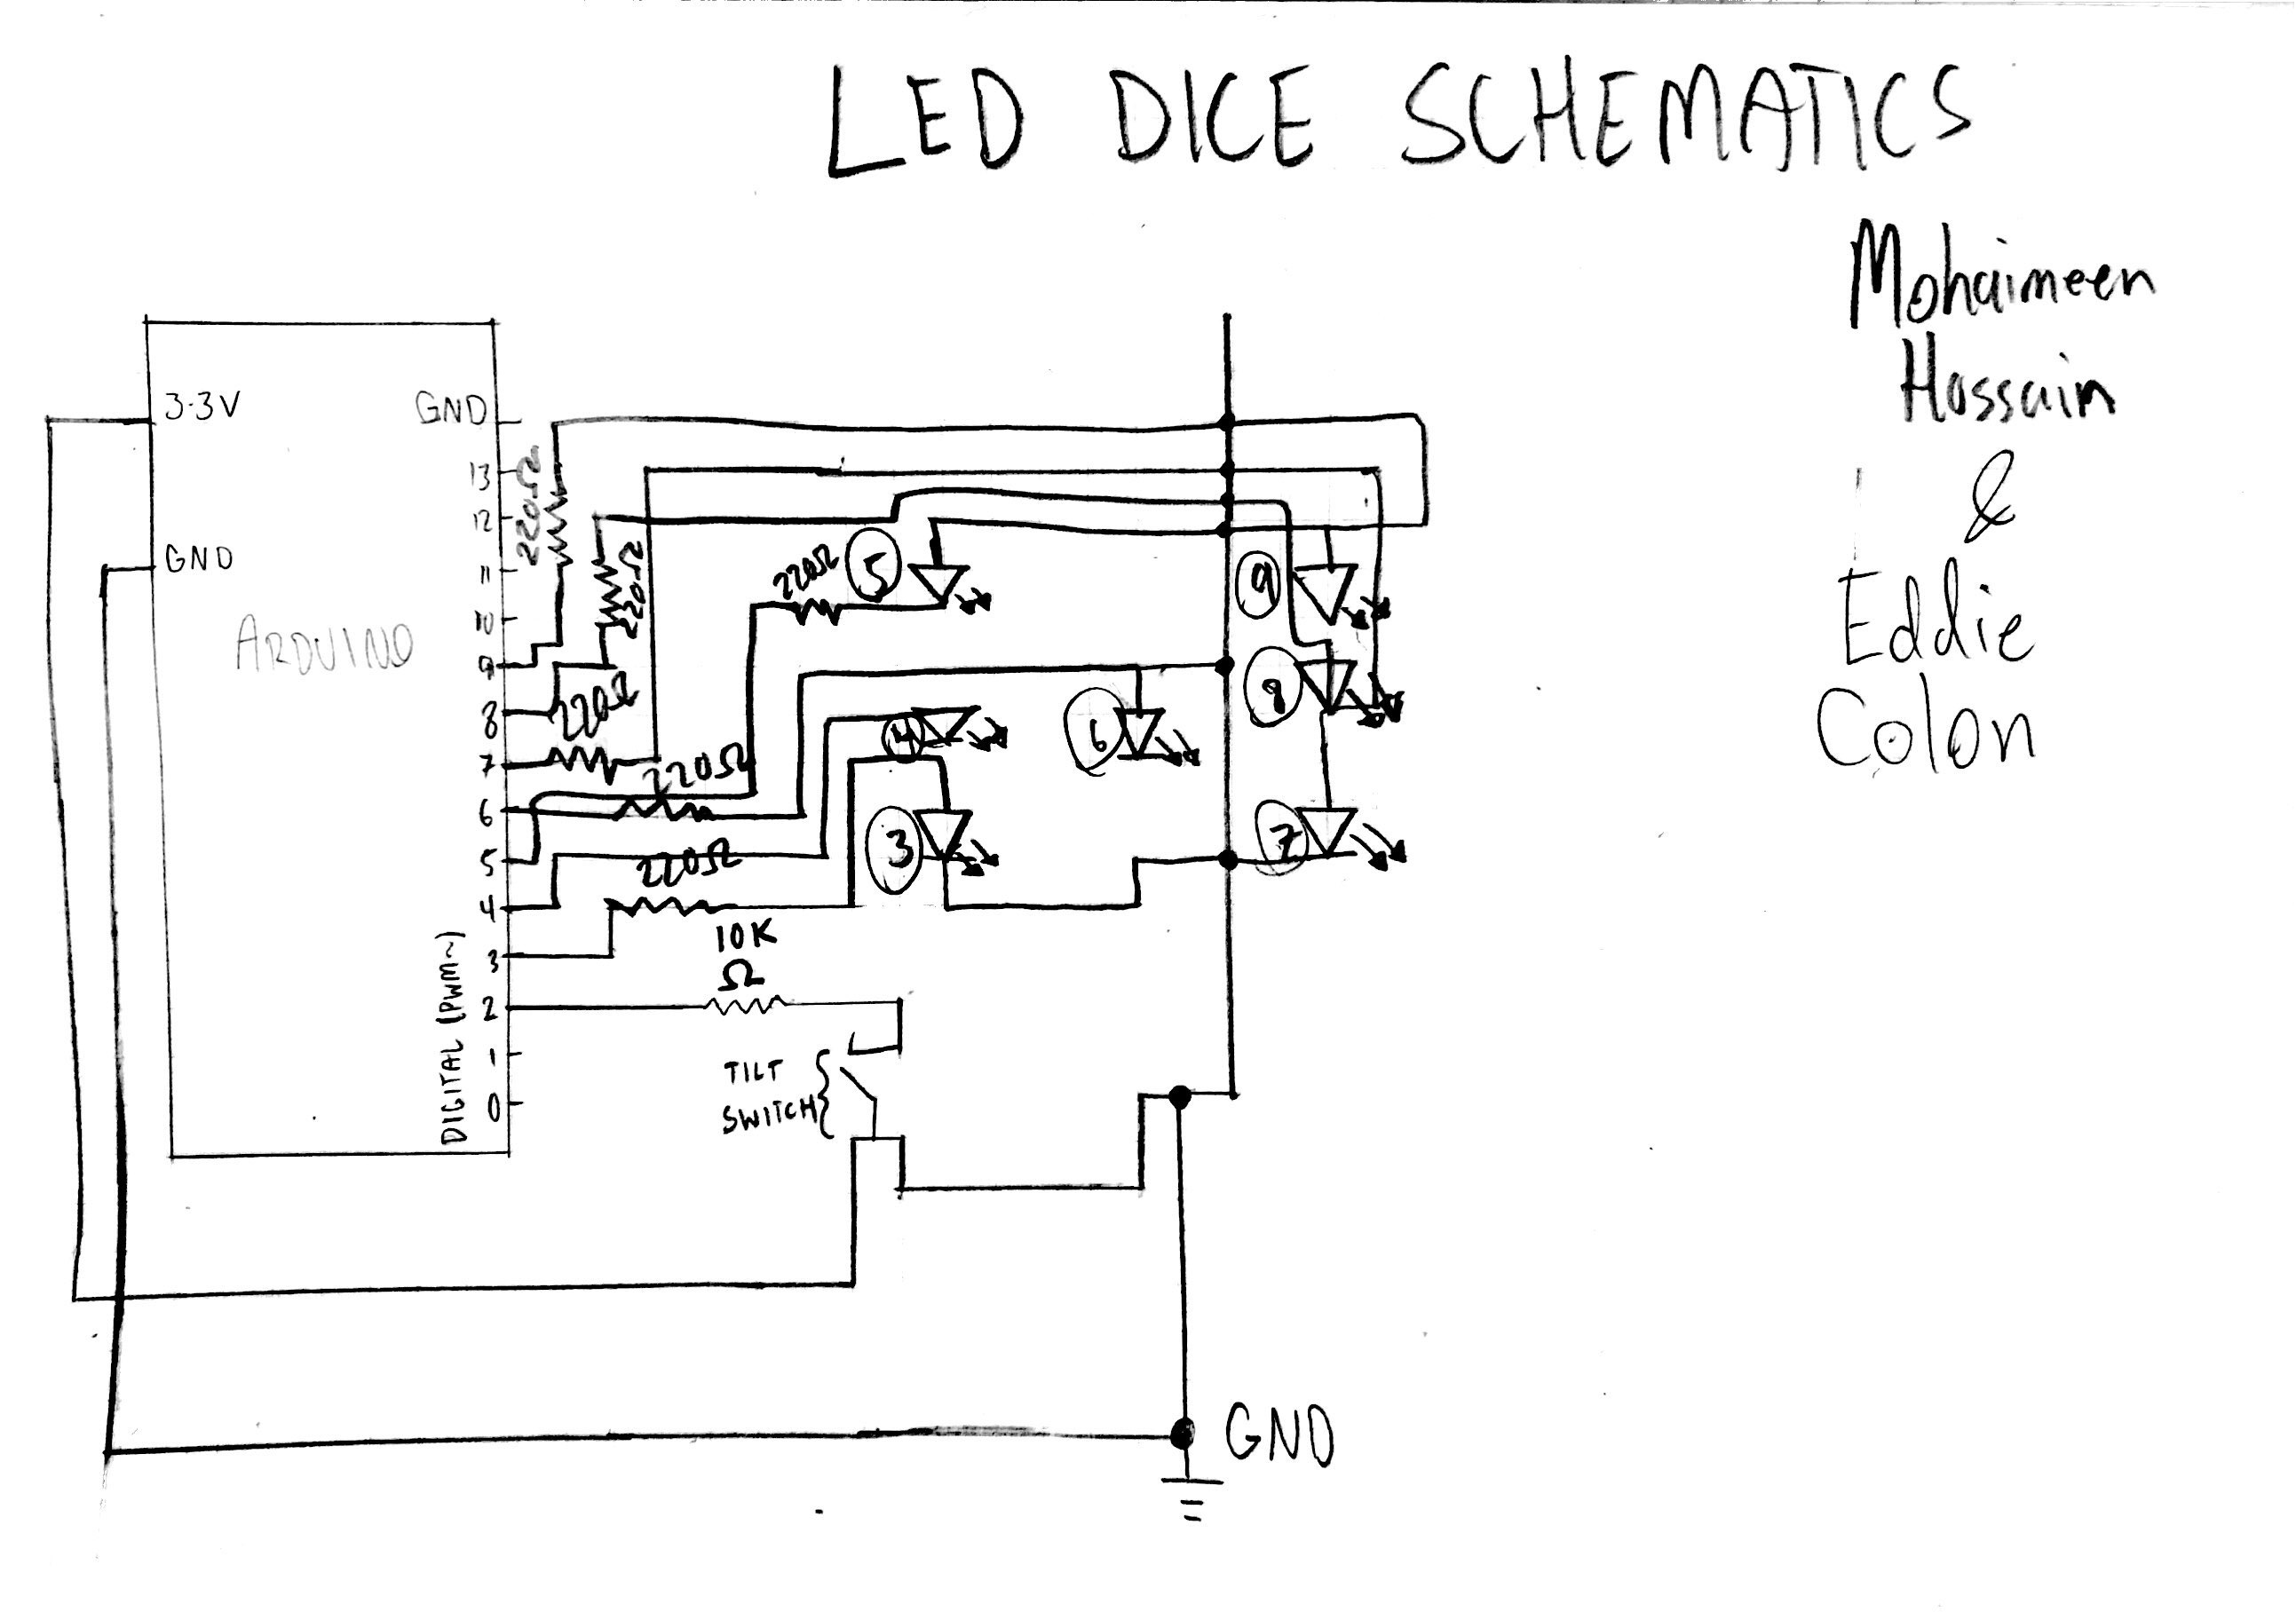 LED DICE SCHEMATICS
Mohaimeen
Hossain
&
Eddie
Colon
3.3V
GND
GND
ARDUINO
DIGITAL (PWM~)
13
12
11
10
9
8
7
6
5
4
3
2
1
0
220Ω
220Ω
220Ω
220Ω
220Ω
220Ω
10K
Ω
TILT
SWITCH
5
9
8
4
6
3
7
GND